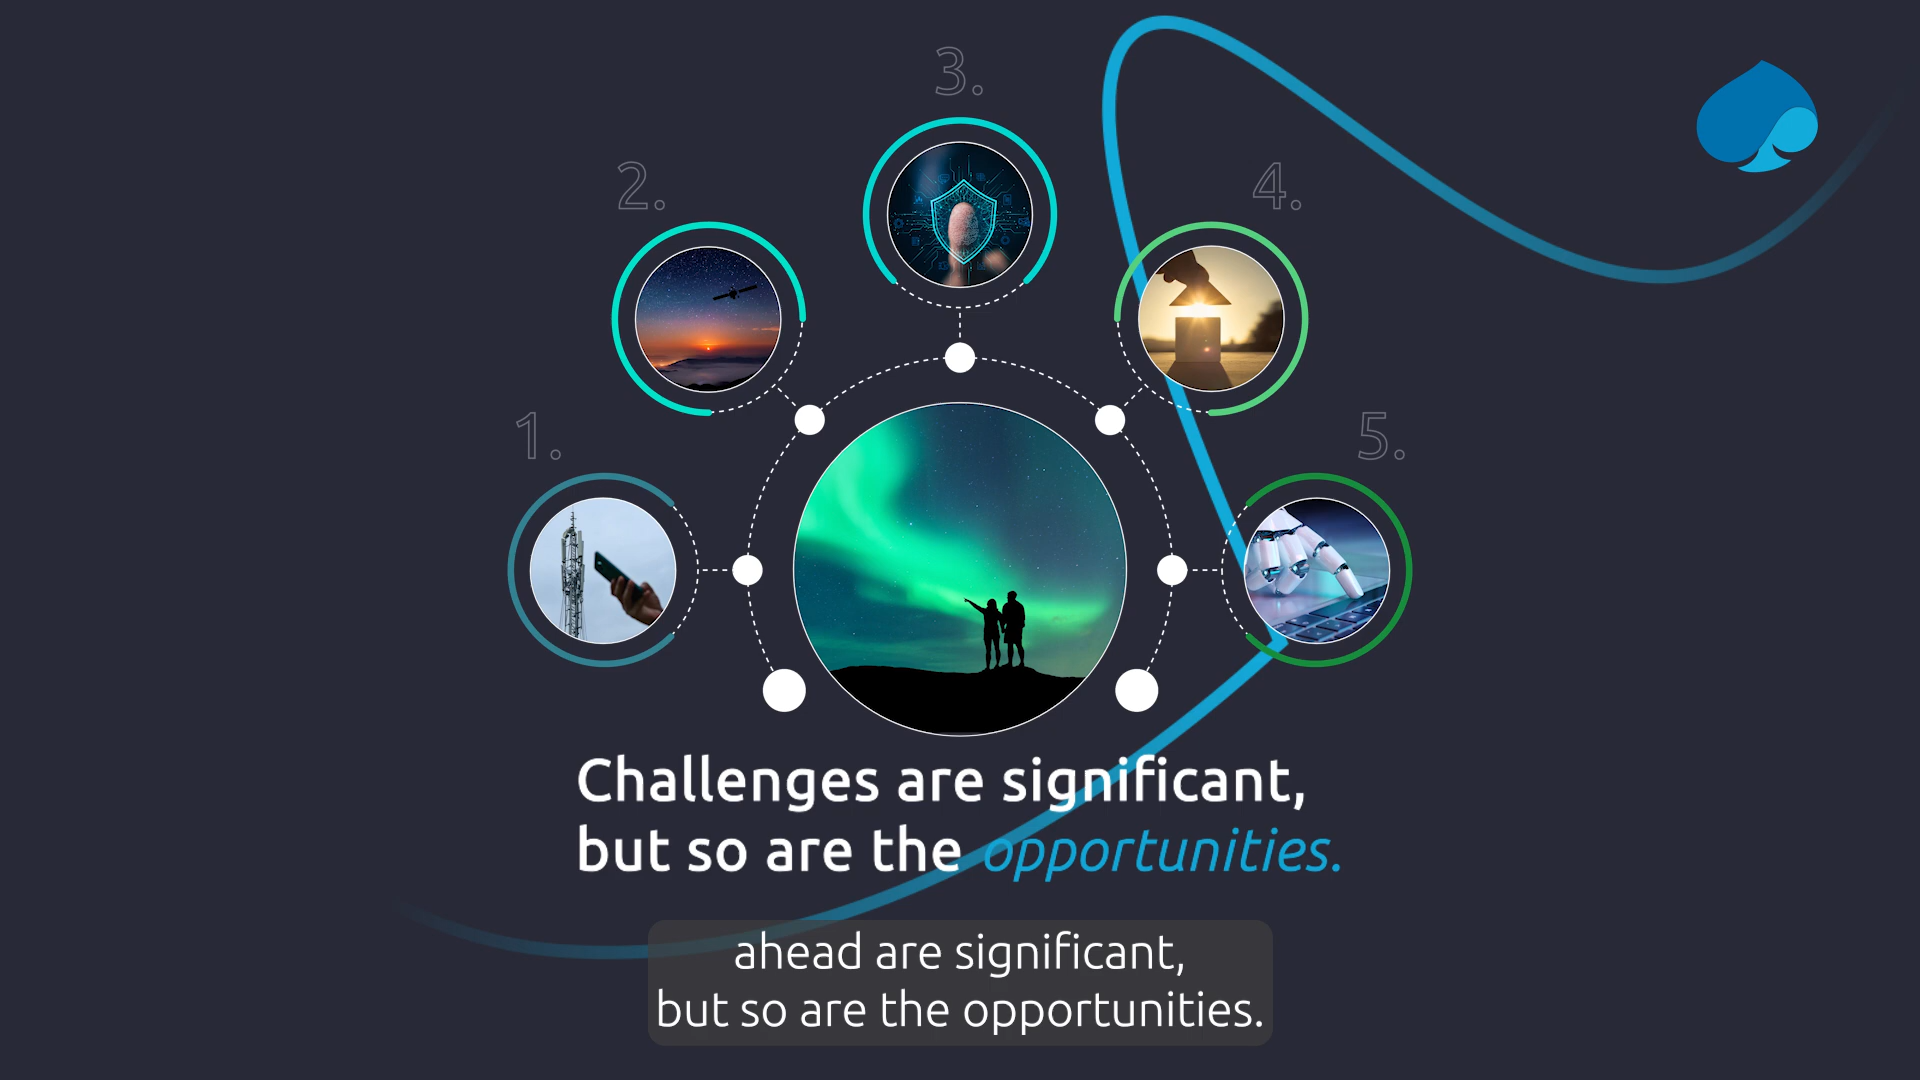 3.
2.
4.
1.
5.
Challenges are significant,
but so are the opportunities.
ahead are significant,
but so are the opportunities.